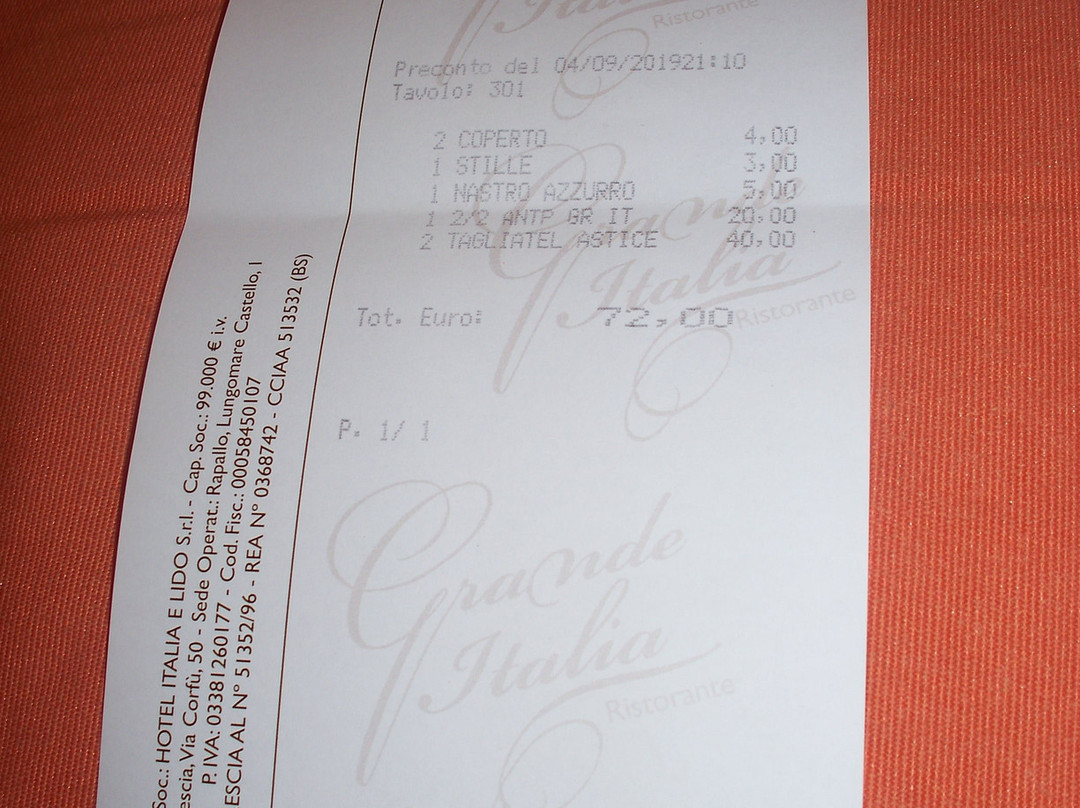 Italia
Ristorante
Preconto del 04/09/201921:10
Tavolo: 301
2 COPERTO 4,00
1 STILLE 3,00
1 NASTRO AZZURRO 5,00
1 2/2 ANTP GR IT 20,00
2 TAGLIATEL ASTICE 40,00
Tot. Euro: 72,00
P. 1/ 1
Grande
Italia
Ristorante
Grande
Italia
Ristorante
Soc.: HOTEL ITALIA E LIDO S.r.l. - Cap. Soc.: 99.000 € i.v.
escia, Via Corfù, 50 - Sede Operat.: Rapallo, Lungomare Castello, 1
P. IVA: 03381260177 - Cod. Fisc.: 00058450107
ESCIA AL N° 51352/96 - REA N° 0368742 - CCIAA 513532 (BS)